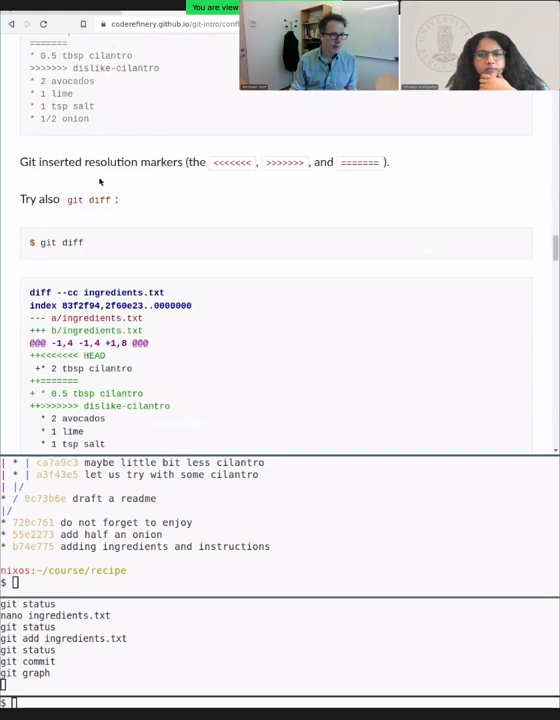 You are view
coderefinery.github.io/git-intro/conf
=======
* 0.5 tbsp cilantro
>>>>>>> dislike-cilantro
* 2 avocados
* 1 lime
* 1 tsp salt
* 1/2 onion
Git inserted resolution markers (the <<<<<<<, >>>>>>>, and =======).
Try also git diff :
$ git diff
diff --cc ingredients.txt
index 83f2f94,2f60e23..0000000
--- a/ingredients.txt
+++ b/ingredients.txt
@@@ -1,4 -1,4 +1,8 @@@
++<<<<<<< HEAD
 +* 2 tbsp cilantro
++=======
+ * 0.5 tbsp cilantro
++>>>>>>> dislike-cilantro
  * 2 avocados
  * 1 lime
  * 1 tsp salt
| * | ca7a9c3 maybe little bit less cilantro
| * | a3f43e5 let us try with some cilantro
| |/
* / 8c73b6e draft a readme
|/
* 728c761 do not forget to enjoy
* 55e2273 add half an onion
* b74e775 adding ingredients and instructions
nixos:~/course/recipe
$
git status
nano ingredients.txt
git status
git add ingredients.txt
git status
git commit
git graph
$